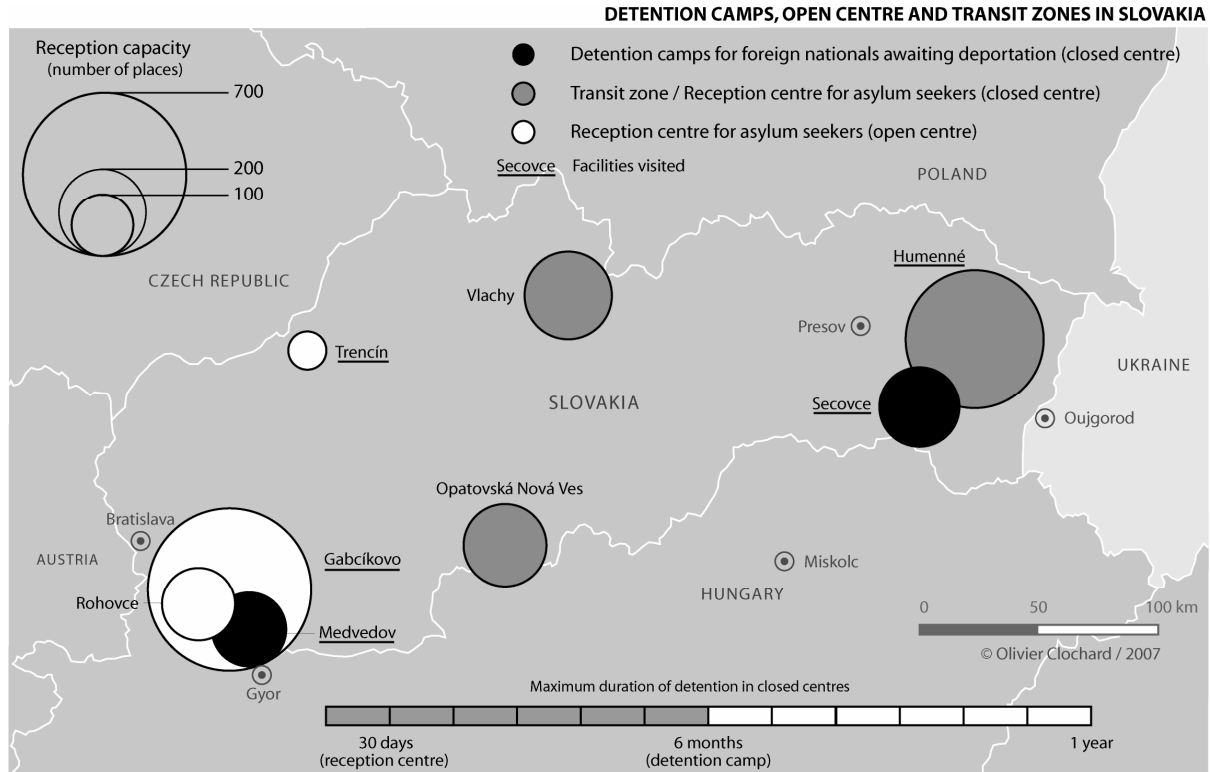 DETENTION CAMPS, OPEN CENTRE AND TRANSIT ZONES IN SLOVAKIA
Reception capacity
(number of places)
700
200
100
Detention camps for foreign nationals awaiting deportation (closed centre)
Transit zone / Reception centre for asylum seekers (closed centre)
Reception centre for asylum seekers (open centre)
Secovce Facilities visited
POLAND
CZECH REPUBLIC
Humenné
Vlachy
Presov
Trencín
UKRAINE
SLOVAKIA
Secovce
Oujgorod
Opatovská Nová Ves
Bratislava
AUSTRIA
Gabcíkovo
Miskolc
HUNGARY
Rohovce
Medvedov
0 50 100 km
© Olivier Clochard / 2007
Gyor
Maximum duration of detention in closed centres
30 days
(reception centre)
6 months
(detention camp)
1 year